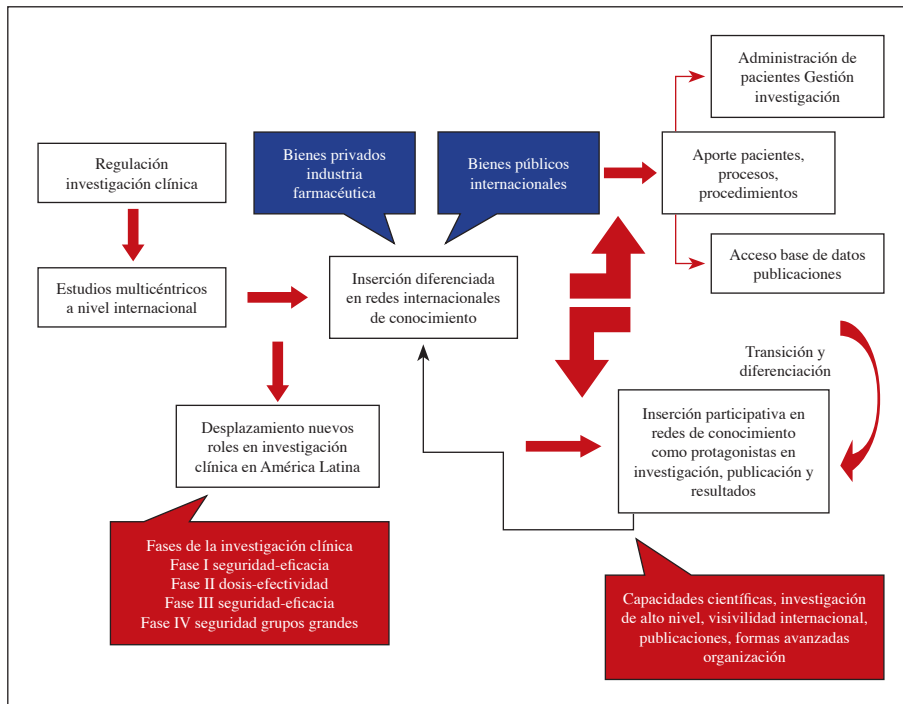 Regulación
investigación clínica
Estudios multicéntricos
a nivel internacional
Bienes privados
industria
farmacéutica
Bienes públicos
internacionales
Inserción diferenciada
en redes internacionales
de conocimiento
Administración de
pacientes Gestión
investigación
Aporte pacientes,
procesos,
procedimientos
Acceso base de datos
publicaciones
Transición y
diferenciación
Desplazamiento nuevos
roles en investigación
clínica en América Latina
Inserción participativa en
redes de conocimiento
como protagonistas en
investigación, publicación y
resultados
Fases de la investigación clínica
Fase I seguridad-eficacia
Fase II dosis-efectividad
Fase III seguridad-eficacia
Fase IV seguridad grupos grandes
Capacidades científicas, investigación
de alto nivel, visivilidad internacional,
publicaciones, formas avanzadas
organización